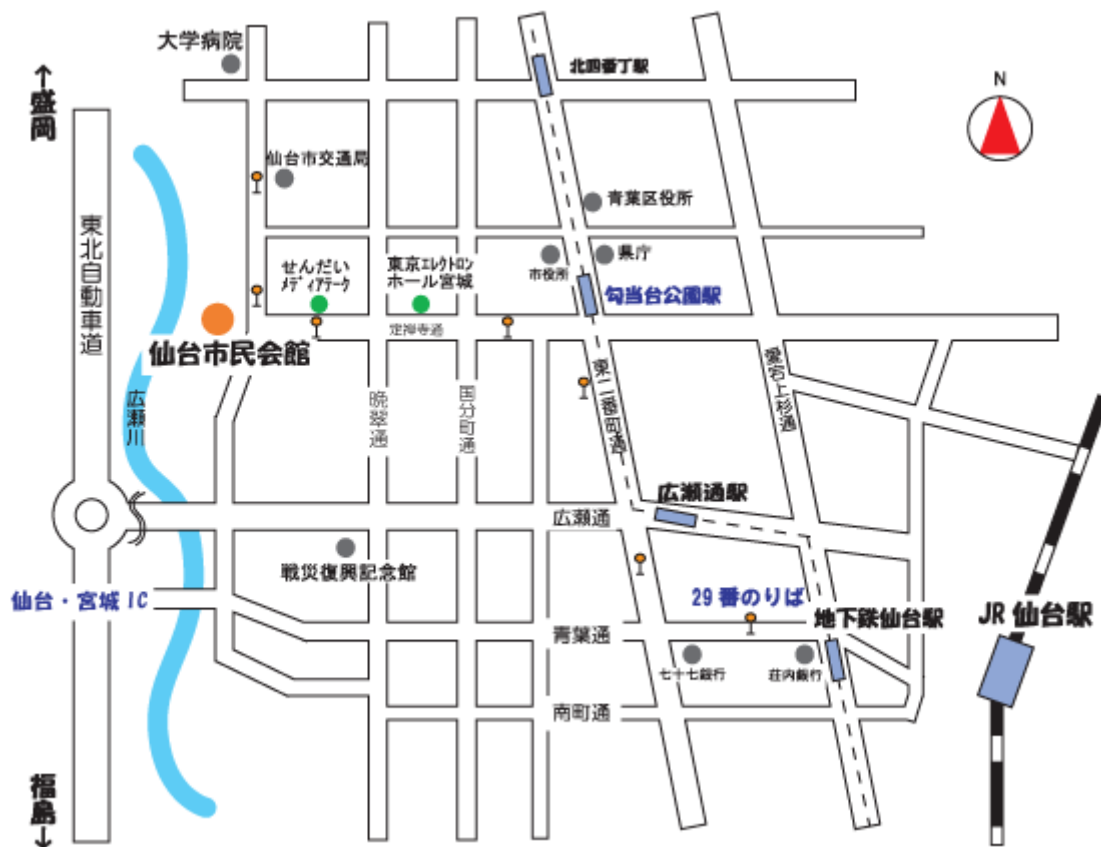 大学病院
北四番丁駅
N
↑盛岡
仙台市交通局
青葉区役所
東北自動車道
せんだい
メディアテーク
東京エレクトロン
ホール宮城
市役所
県庁
勾当台公園駅
定禅寺通
仙台市民会館
広瀬川
晩翠通
国分町通
東二番町通
愛宕上杉通
広瀬通駅
広瀬通
戦災復興記念館
仙台・宮城IC
29番のりば
地下鉄仙台駅
JR仙台駅
青葉通
七十七銀行
荘内銀行
南町通
福島↓